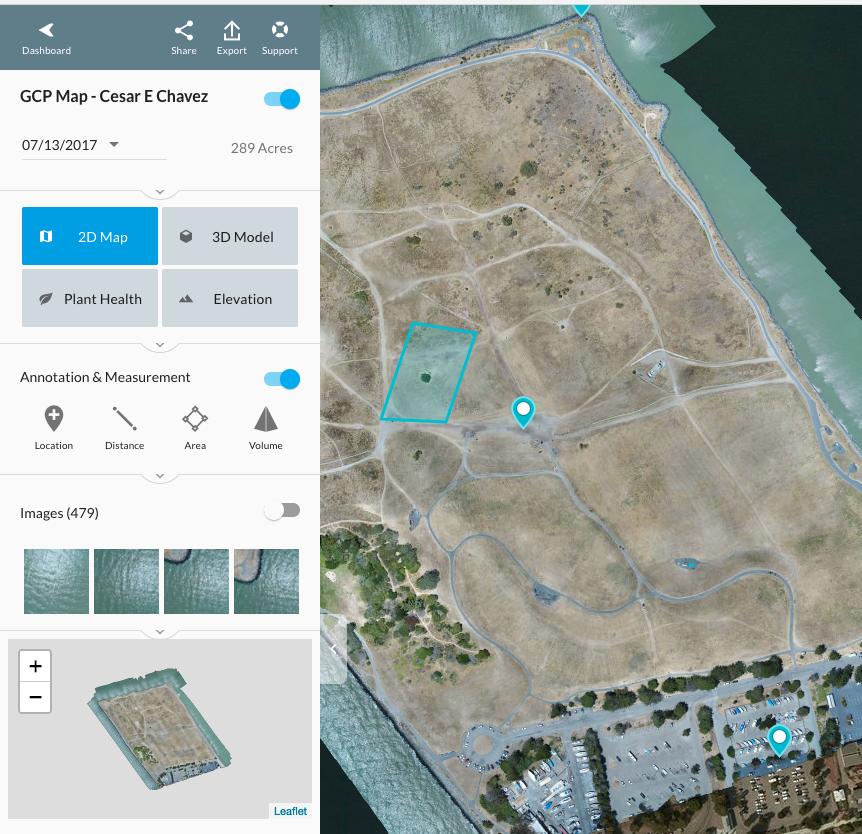 Dashboard
Share
Export
Support
GCP Map - Cesar E Chavez
07/13/2017
289 Acres
2D Map
3D Model
Plant Health
Elevation
Annotation & Measurement
Location
Distance
Area
Volume
Images (479)
+
−
Leaflet